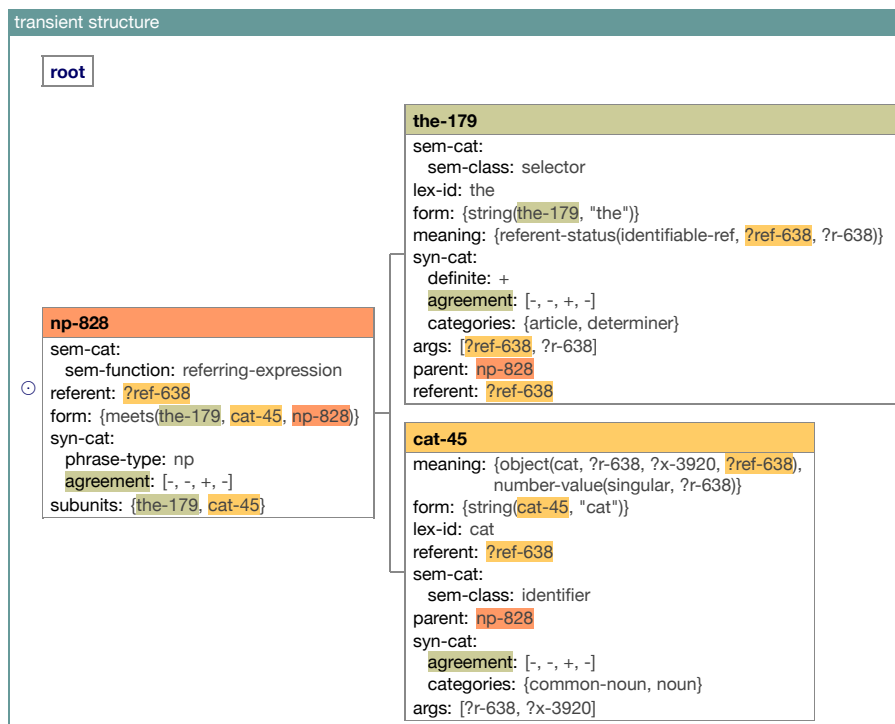 transient structure
root
the-179
sem-cat:
sem-class: selector
lex-id: the
form: {string(the-179, "the")}
meaning: {referent-status(identifiable-ref, ?ref-638, ?r-638)}
syn-cat:
definite: +
agreement: [-, -, +, -]
categories: {article, determiner}
args: [?ref-638, ?r-638]
parent: np-828
referent: ?ref-638
np-828
sem-cat:
sem-function: referring-expression
referent: ?ref-638
form: {meets(the-179, cat-45, np-828)}
syn-cat:
phrase-type: np
agreement: [-, -, +, -]
subunits: {the-179, cat-45}
cat-45
meaning: {object(cat, ?r-638, ?x-3920, ?ref-638),
number-value(singular, ?r-638)}
form: {string(cat-45, "cat")}
lex-id: cat
referent: ?ref-638
sem-cat:
sem-class: identifier
parent: np-828
syn-cat:
agreement: [-, -, +, -]
categories: {common-noun, noun}
args: [?r-638, ?x-3920]